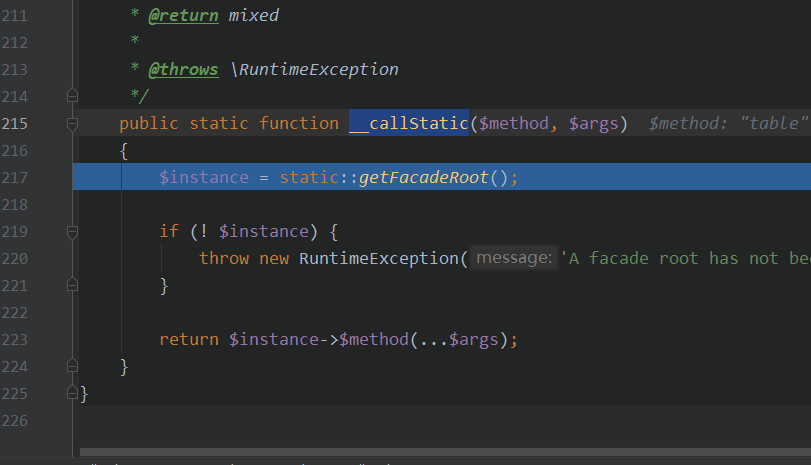 211 * @return mixed
212 *
213 * @throws \RuntimeException
214 */
215 public static function __callStatic($method, $args) $method: "table"
216 {
217 $instance = static::getFacadeRoot();
218
219 if (! $instance) {
220 throw new RuntimeException( message: 'A facade root has not bee
221 }
222
223 return $instance->$method(...$args);
224 }
225 }
226